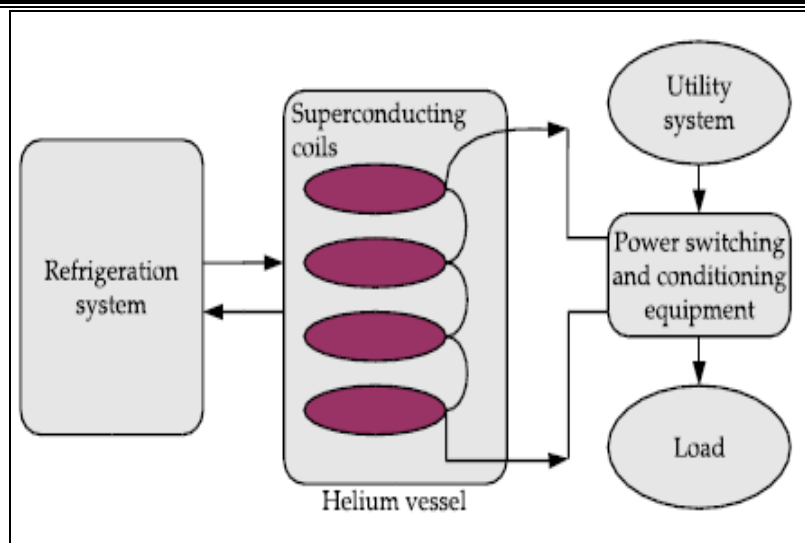 Superconducting
coils
Utility
system
Refrigeration
system
Power switching
and conditioning
equipment
Load
Helium vessel